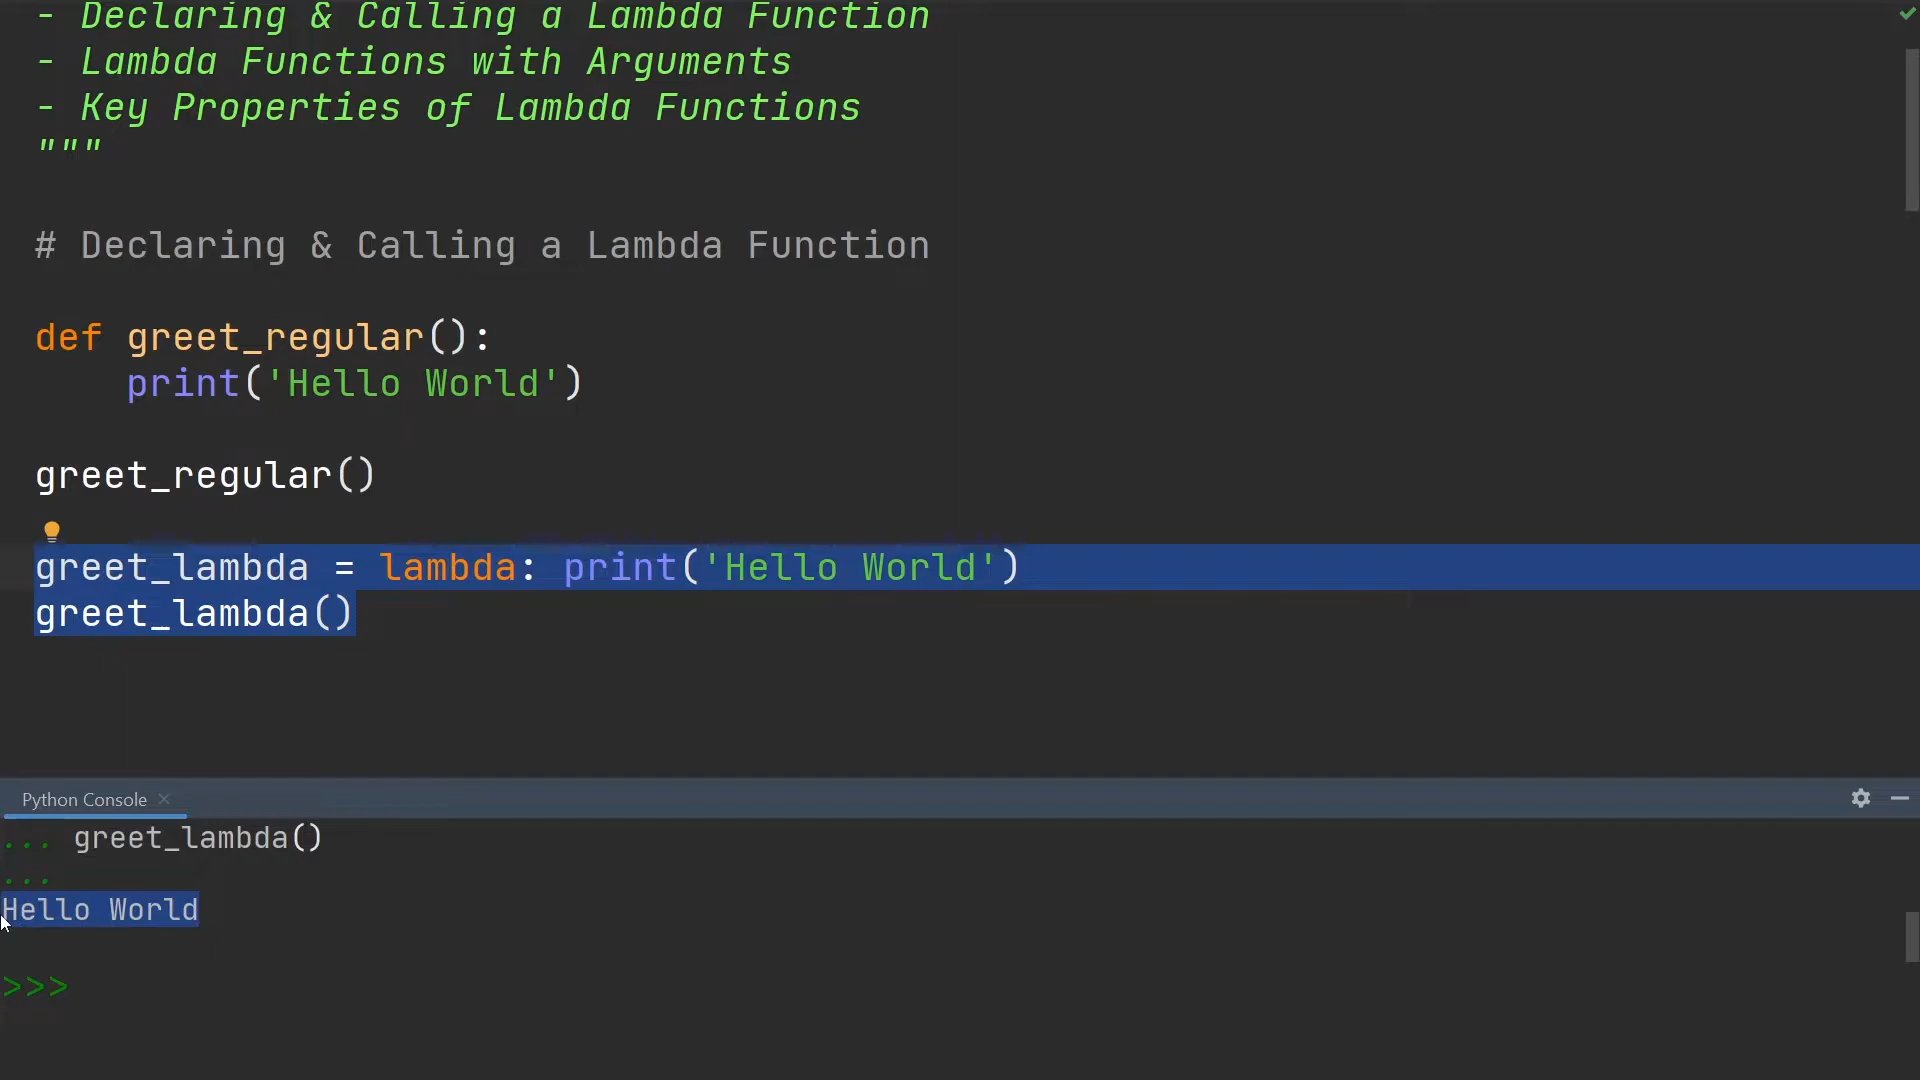 - Declaring & Calling a Lambda Function
- Lambda Functions with Arguments
- Key Properties of Lambda Functions
"""
# Declaring & Calling a Lambda Function
def greet_regular():
    print('Hello World')
greet_regular()
greet_lambda = lambda: print('Hello World')
greet_lambda()
Python Console
... greet_lambda()
...
Hello World
>>>